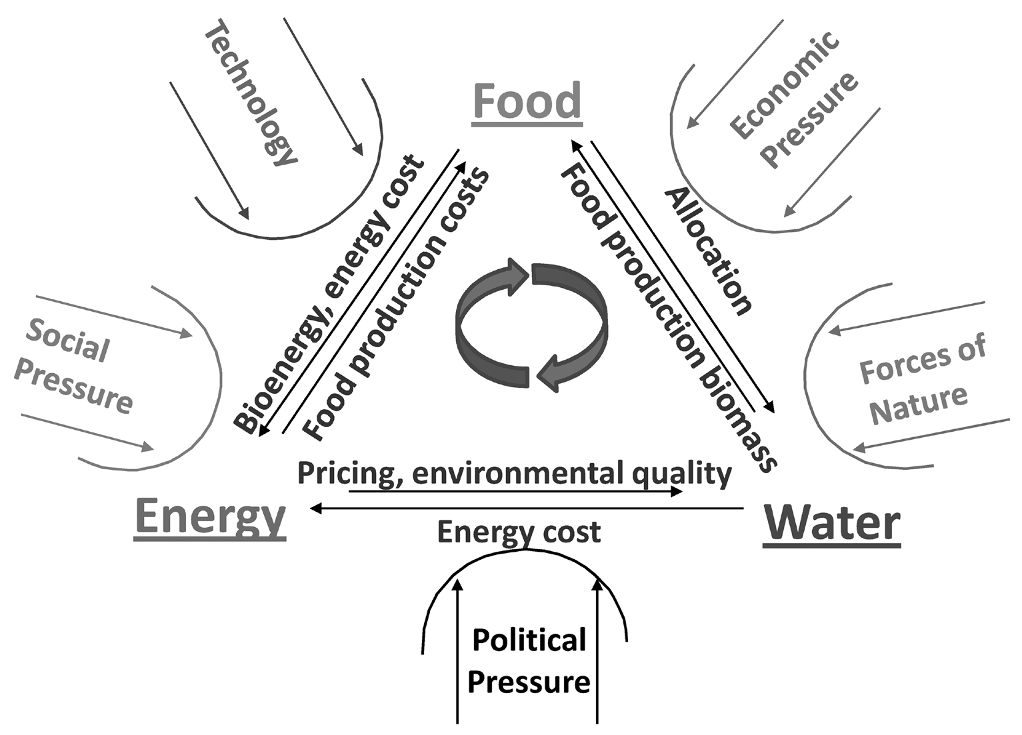 Technology
Food
Economic
Pressure
Bioenergy, energy cost
Food production costs
Food production biomass
Allocation
Social
Pressure
Forces of
Nature
Pricing, environmental quality
Energy
Water
Energy cost
Political
Pressure